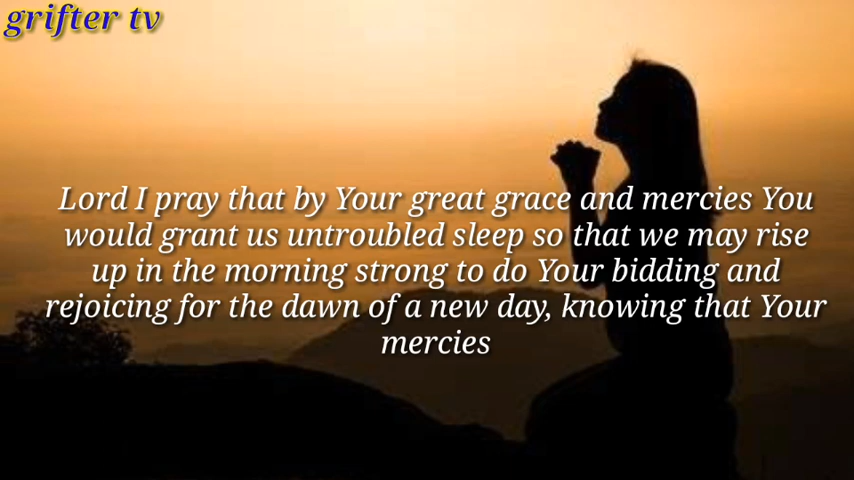 grifter tv
Lord I pray that by Your great grace and mercies You
would grant us untroubled sleep so that we may rise
up in the morning strong to do Your bidding and
rejoicing for the dawn of a new day, knowing that Your
mercies